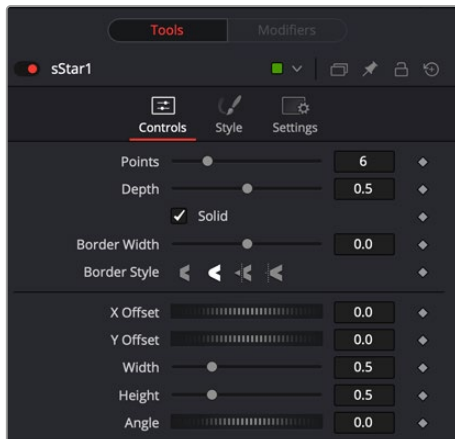 Tools Modifiers
sStar1
Controls Style Settings
Points 6
Depth 0.5
Solid
Border Width 0.0
Border Style
X Offset 0.0
Y Offset 0.0
Width 0.5
Height 0.5
Angle 0.0